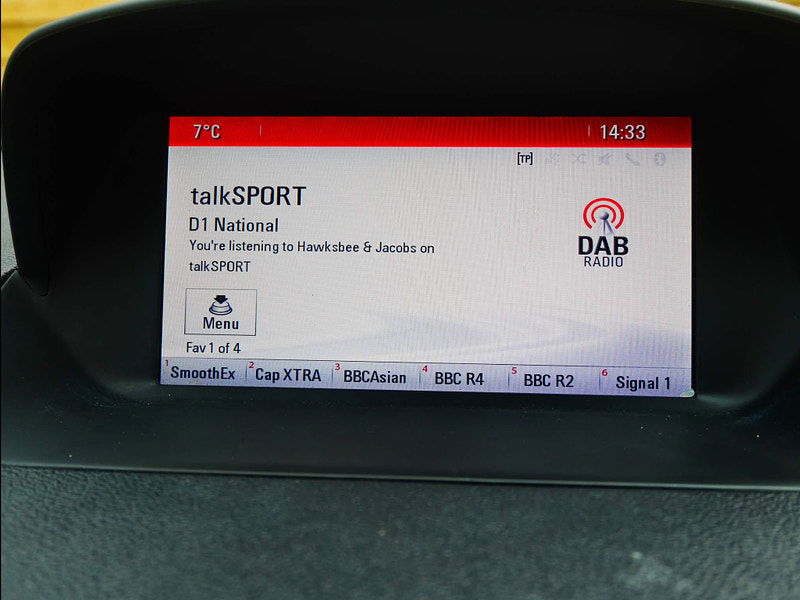 7°C 14:33
[TP]
talkSPORT
D1 National
You're listening to Hawksbee & Jacobs on
talkSPORT
DAB
RADIO
Menu
Fav 1 of 4
1 SmoothEx 2 Cap XTRA 3 BBCAsian 4 BBC R4 5 BBC R2 6 Signal 1